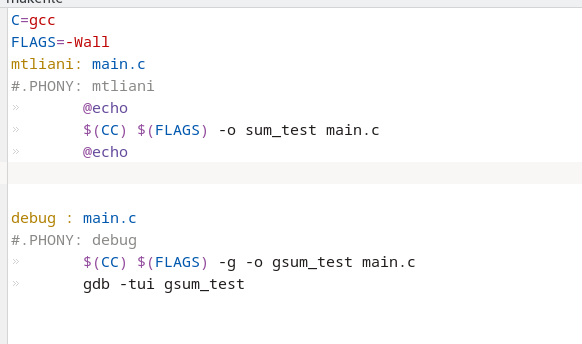 C=gcc
FLAGS=-Wall
mtliani: main.c
#.PHONY: mtliani
»	@echo
»	$(CC) $(FLAGS) -o sum_test main.c
»	@echo
debug : main.c
#.PHONY: debug
»	$(CC) $(FLAGS) -g -o gsum_test main.c
»	gdb -tui gsum_test